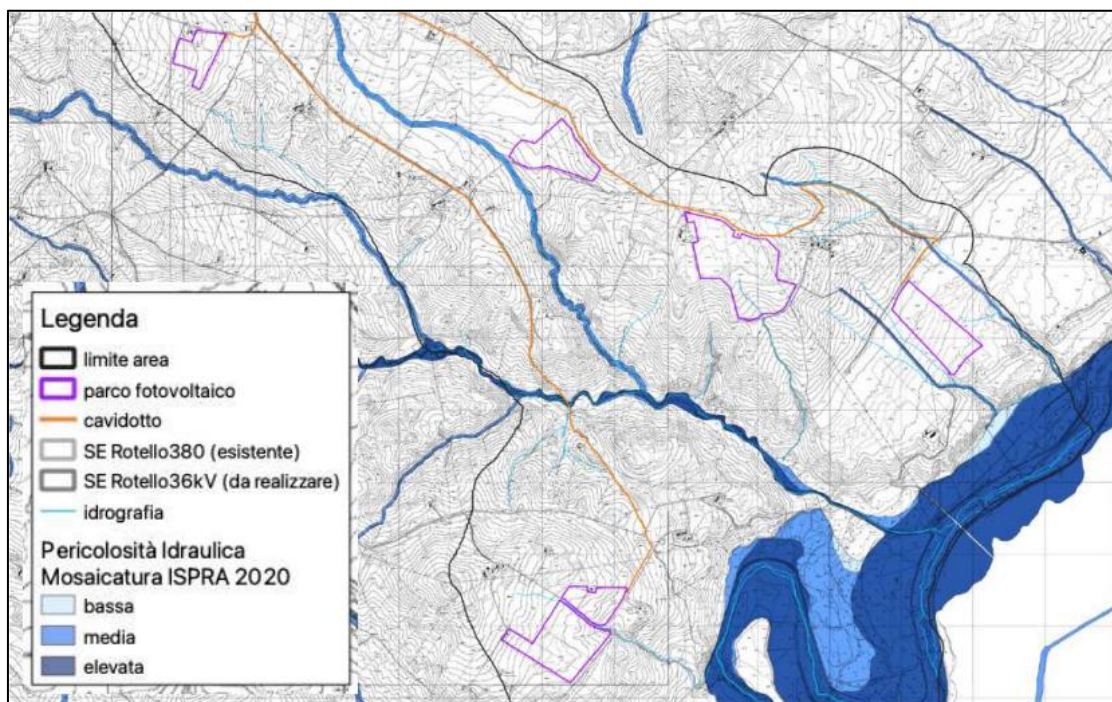 Legenda
limite area
parco fotovoltaico
cavidotto
SE Rotello380 (esistente)
SE Rotello36kV (da realizzare)
idrografia
Pericolosità Idraulica
Mosaicatura ISPRA 2020
bassa
media
elevata